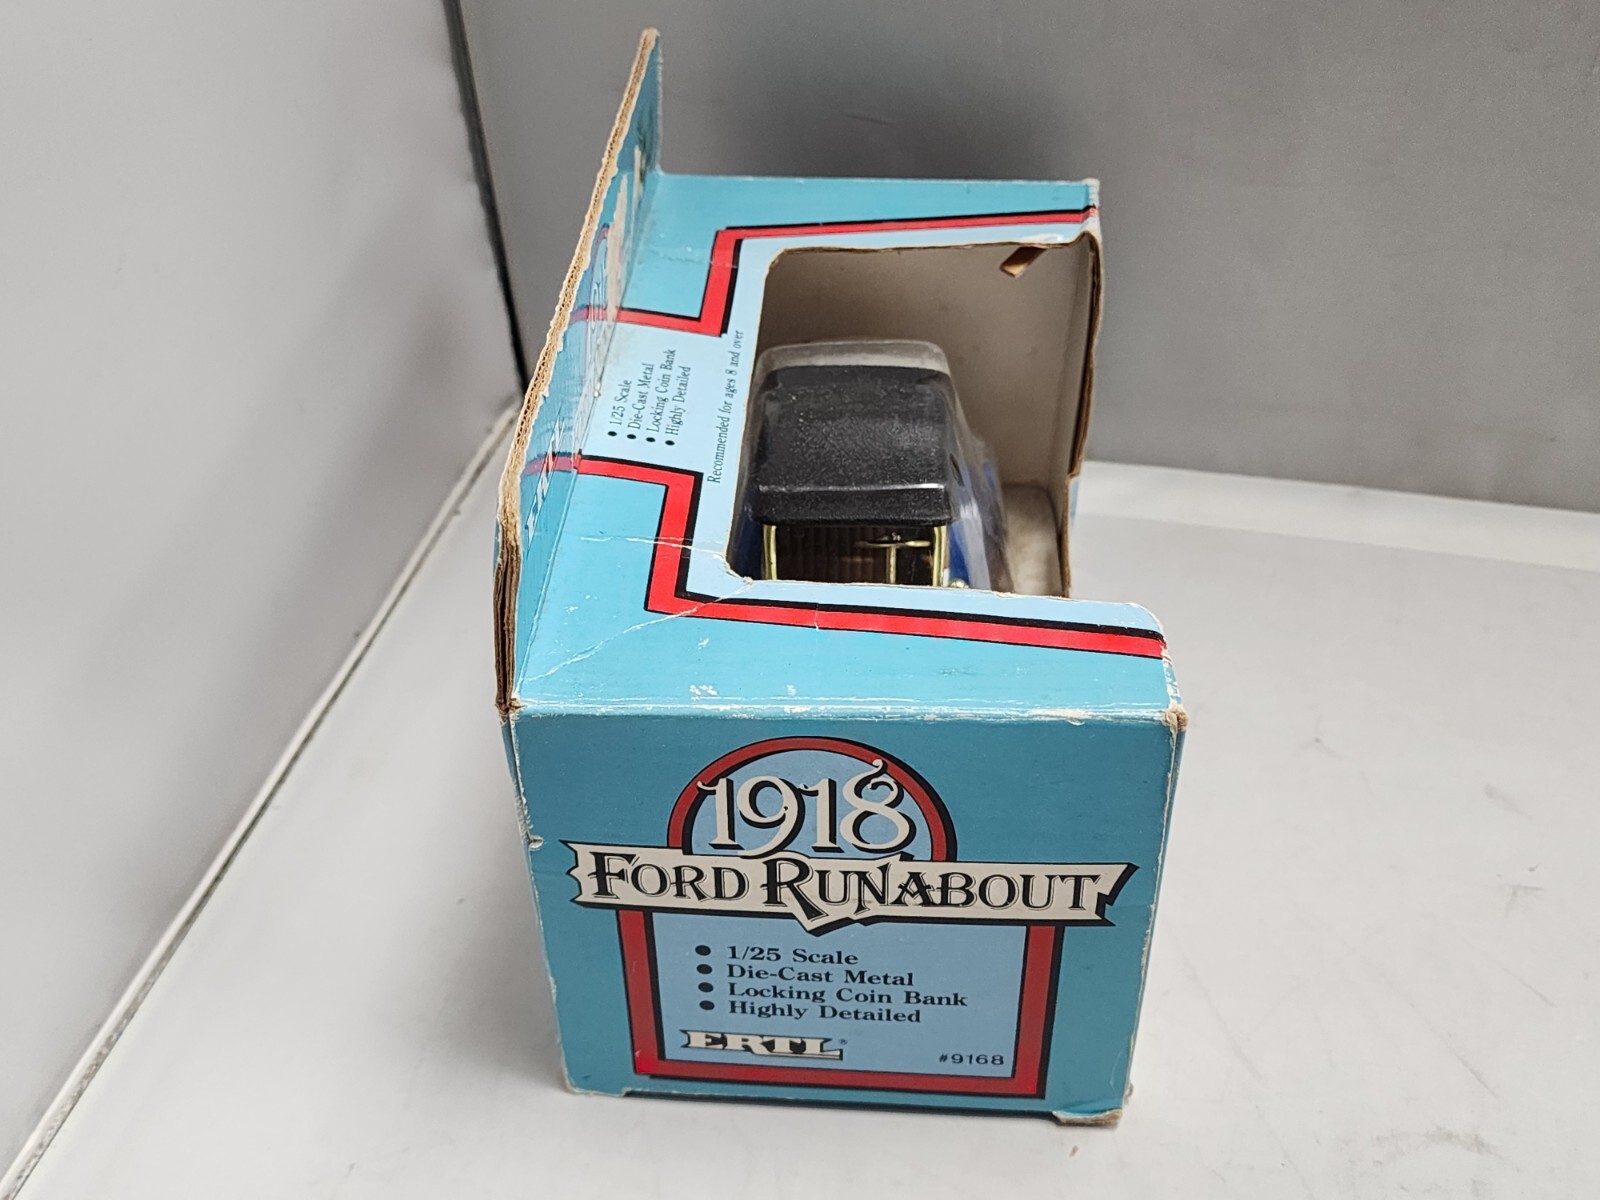 • 1/25 Scale
• Die-Cast Metal
• Locking Coin Bank
• Highly Detailed
Recommended for ages 8 and over
1918
FORD RUNABOUT
• 1/25 Scale
• Die-Cast Metal
• Locking Coin Bank
• Highly Detailed
ERTL®
#9168